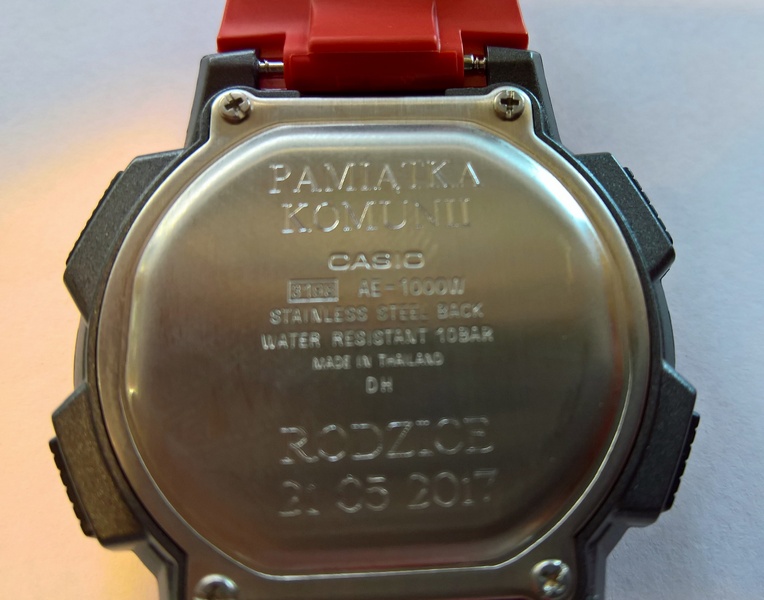 PAMIĄTKA
KOMUNII
CASIO
3198 AE-1000W
STAINLESS STEEL BACK
WATER RESISTANT 10BAR
MADE IN THAILAND
DH
RODZICE
21 05 2017